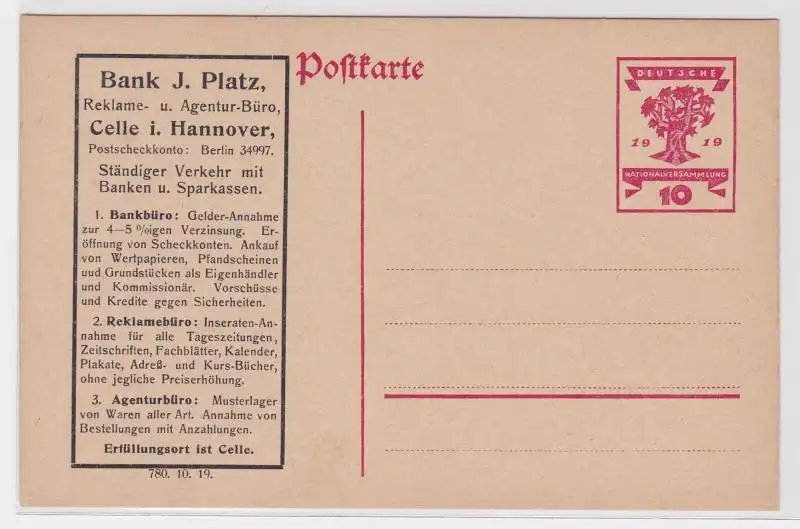 Bank J. Platz,
Reklame- u. Agentur-Büro,
Celle i. Hannover,
Postscheckkonto: Berlin 34997.
Ständiger Verkehr mit
Banken u. Sparkassen.
1. Bankbüro: Gelder-Annahme
zur 4—5 %igen Verzinsung. Er-
öffnung von Scheckkonten. Ankauf
von Wertpapieren, Pfandscheinen
uud Grundstücken als Eigenhändler
und Kommissionär. Vorschüsse
und Kredite gegen Sicherheiten.
2. Reklamebüro: Inseraten-An-
nahme für alle Tageszeitungen,
Zeitschriften, Fachblätter, Kalender,
Plakate, Adreß- und Kurs-Bücher,
ohne jegliche Preiserhöhung.
3. Agenturbüro: Musterlager
von Waren aller Art. Annahme von
Bestellungen mit Anzahlungen.
Erfüllungsort ist Celle.
780. 10. 19.
Postkarte
DEUTSCHE
19 19
NATIONALVERSAMMLUNG
10